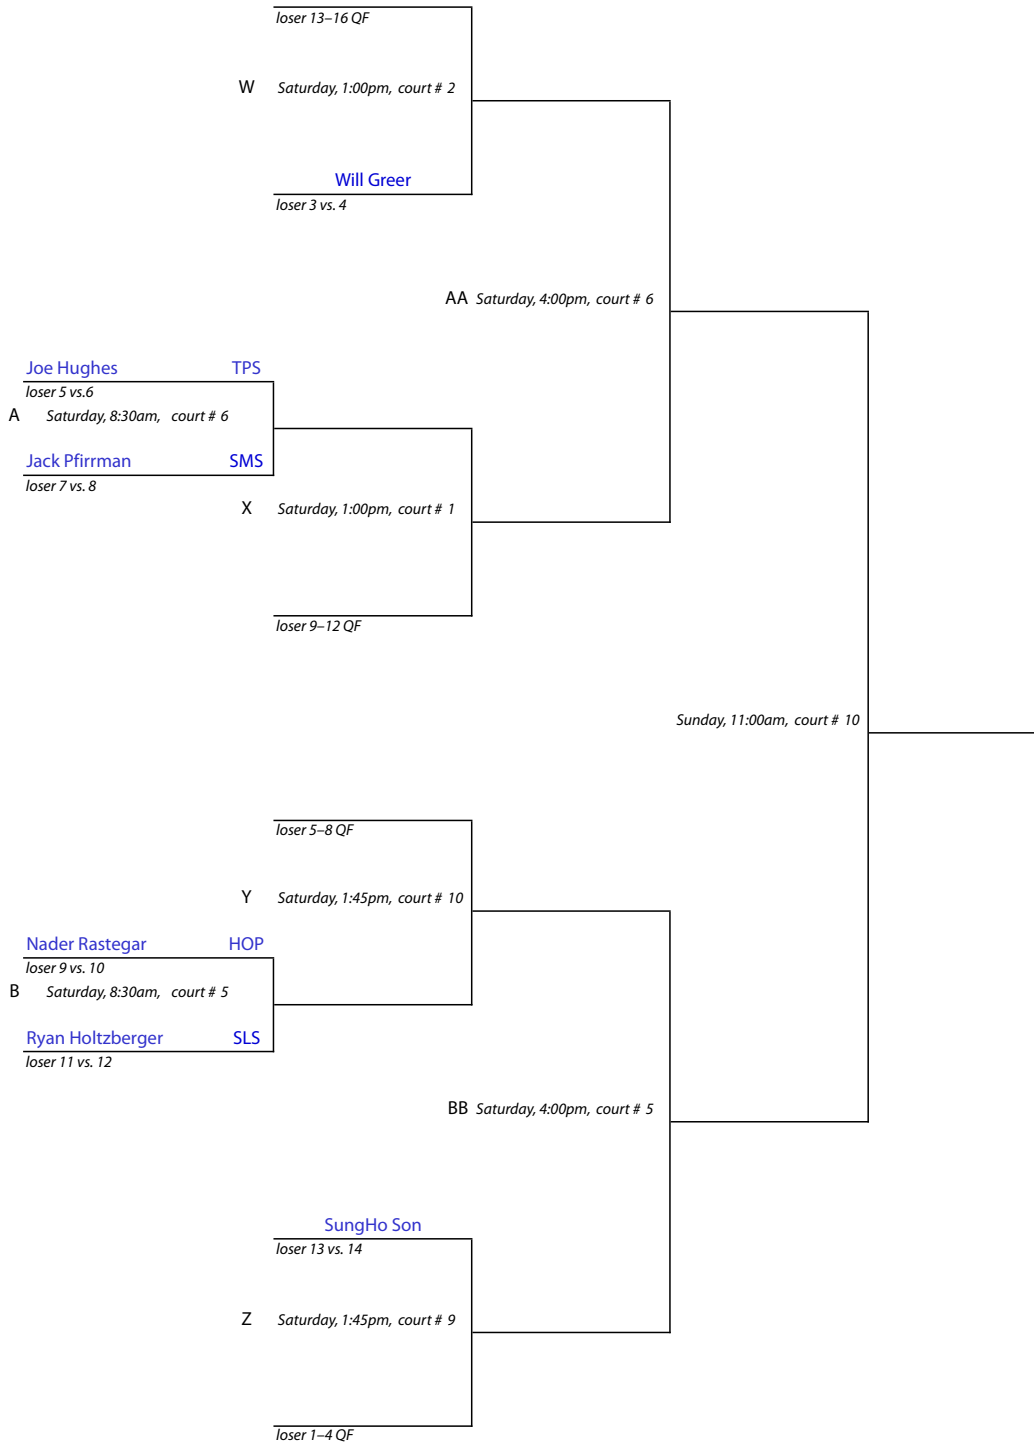 loser 13–16 QF
W Saturday, 1:00pm, court # 2
Will Greer
loser 3 vs. 4
AA Saturday, 4:00pm, court # 6
Joe Hughes TPS
loser 5 vs.6
A Saturday, 8:30am, court # 6
Jack Pfirrman SMS
loser 7 vs. 8
X Saturday, 1:00pm, court # 1
loser 9–12 QF
Sunday, 11:00am, court # 10
loser 5–8 QF
Y Saturday, 1:45pm, court # 10
Nader Rastegar HOP
loser 9 vs. 10
B Saturday, 8:30am, court # 5
Ryan Holtzberger SLS
loser 11 vs. 12
BB Saturday, 4:00pm, court # 5
SungHo Son
loser 13 vs. 14
Z Saturday, 1:45pm, court # 9
loser 1–4 QF